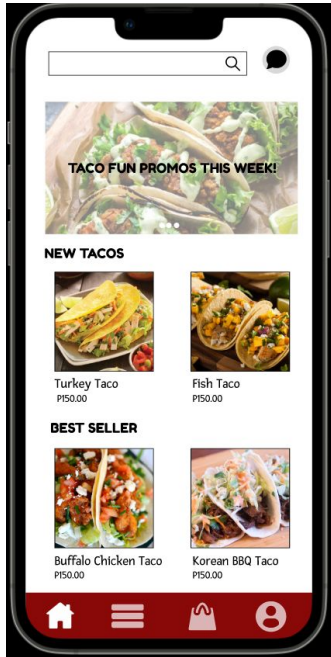 TACO FUN PROMOS THIS WEEK!
NEW TACOS
Turkey Taco
P150.00
Fish Taco
P150.00
BEST SELLER
Buffalo Chicken Taco
P150.00
Korean BBQ Taco
P150.00